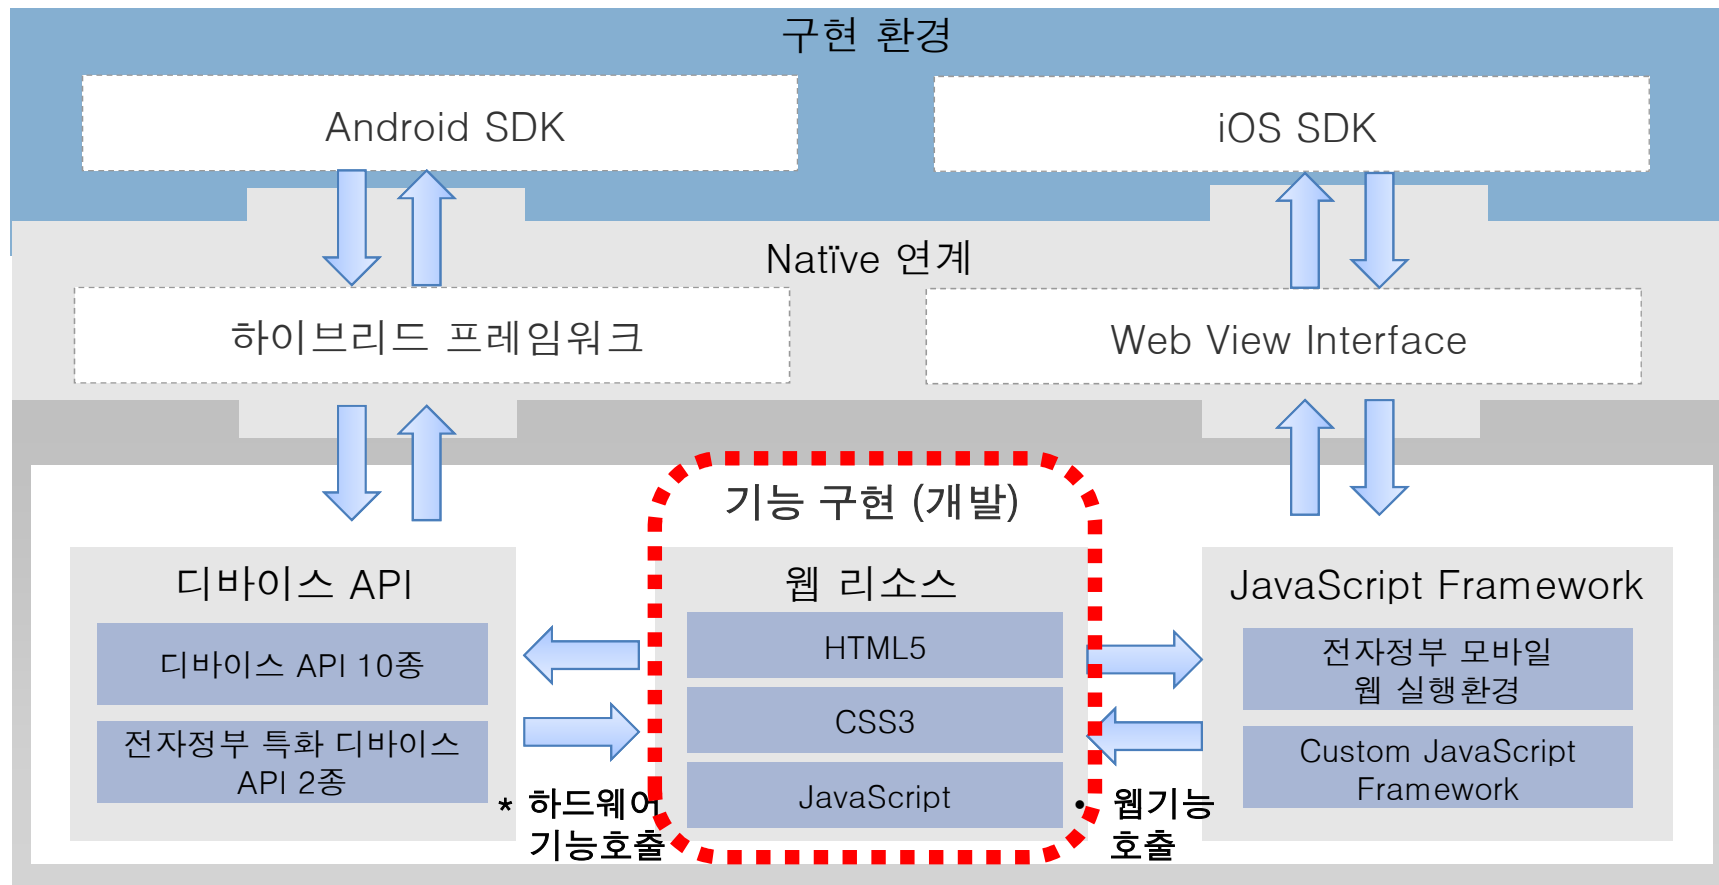 구현 환경
Android SDK
iOS SDK
Natïve 연계
하이브리드 프레임워크
Web View Interface
기능 구현 (개발)
디바이스 API
디바이스 API 10종
전자정부 특화 디바이스
API 2종
* 하드웨어
기능호출
웹 리소스
HTML5
CSS3
JavaScript
• 웹기능
호출
JavaScript Framework
전자정부 모바일
웹 실행환경
Custom JavaScript
Framework